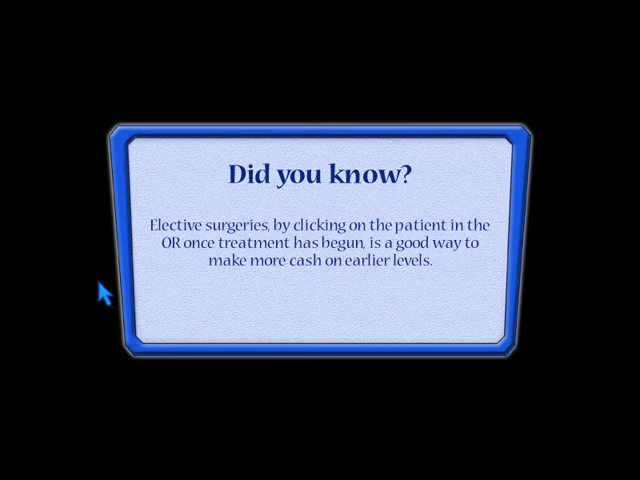 Did you know?
Elective surgeries, by clicking on the patient in the
OR once treatment has begun, is a good way to
make more cash on earlier levels.